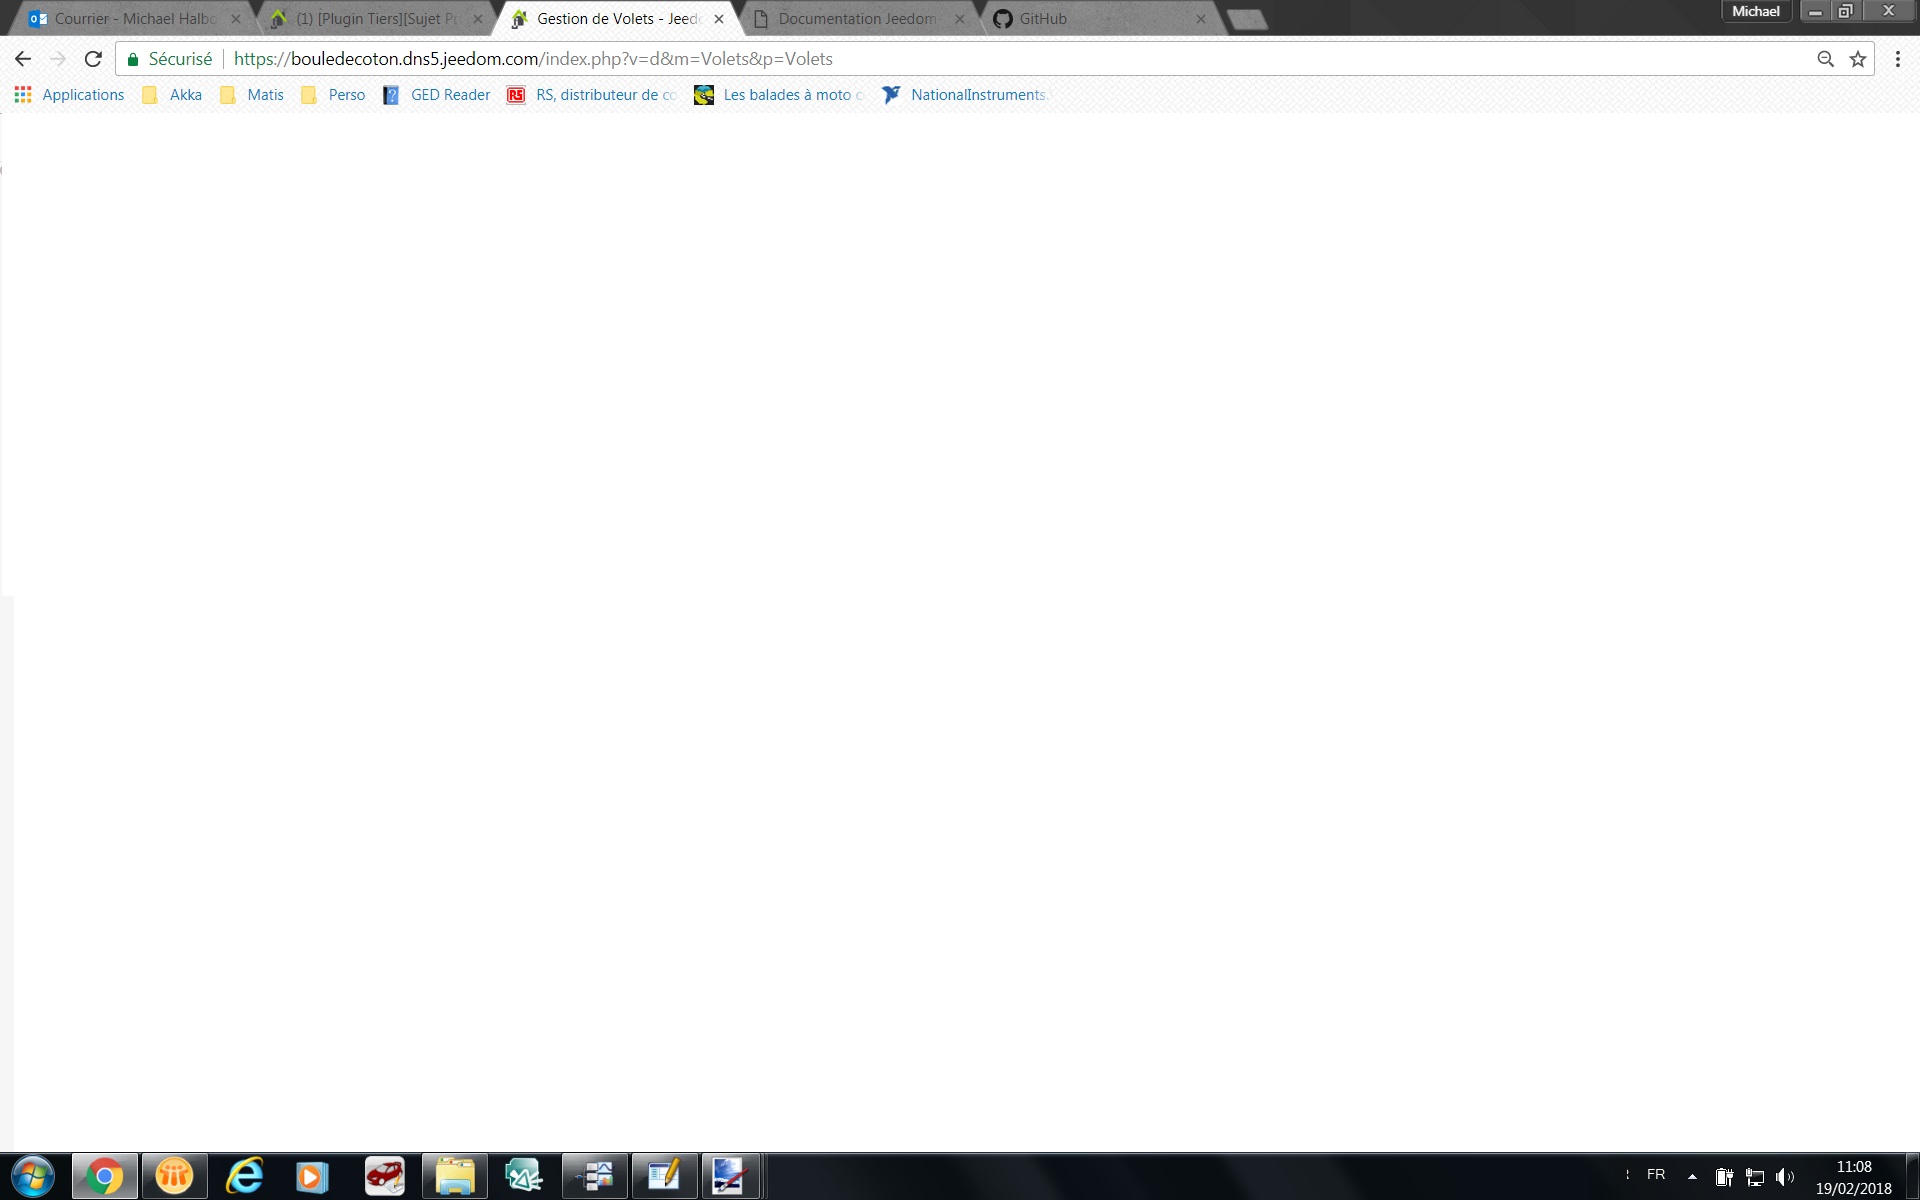 Courrier - Michael Halbo
(1) [Plugin Tiers][Sujet Pr
Gestion de Volets - Jeed
Documentation Jeedom
GitHub
Michael
Sécurisé
https://bouledecoton.dns5.jeedom.com/index.php?v=d&m=Volets&p=Volets
Applications
Akka
Matis
Perso
GED Reader
RS, distributeur de co
Les balades à moto c
NationalInstruments.
FR
11:08
19/02/2018